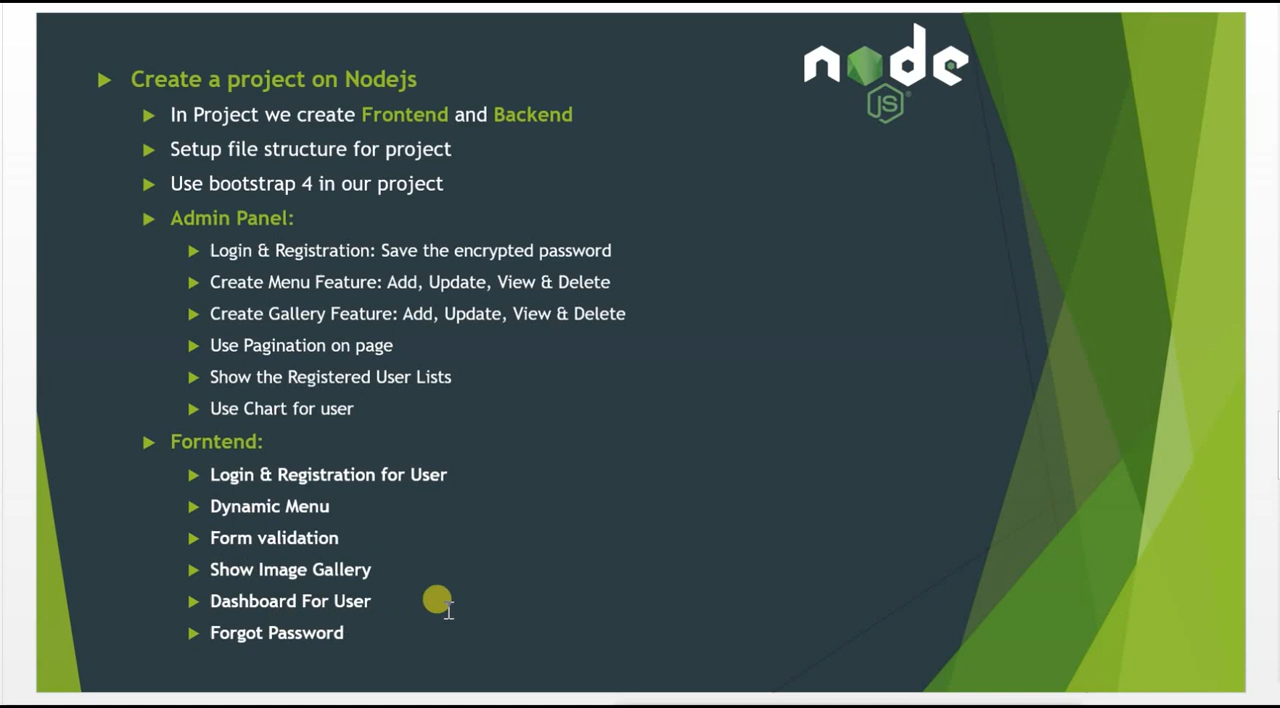 node
JS
Create a project on Nodejs
In Project we create Frontend and Backend
Setup file structure for project
Use bootstrap 4 in our project
Admin Panel:
Login & Registration: Save the encrypted password
Create Menu Feature: Add, Update, View & Delete
Create Gallery Feature: Add, Update, View & Delete
Use Pagination on page
Show the Registered User Lists
Use Chart for user
Forntend:
Login & Registration for User
Dynamic Menu
Form validation
Show Image Gallery
Dashboard For User
Forgot Password